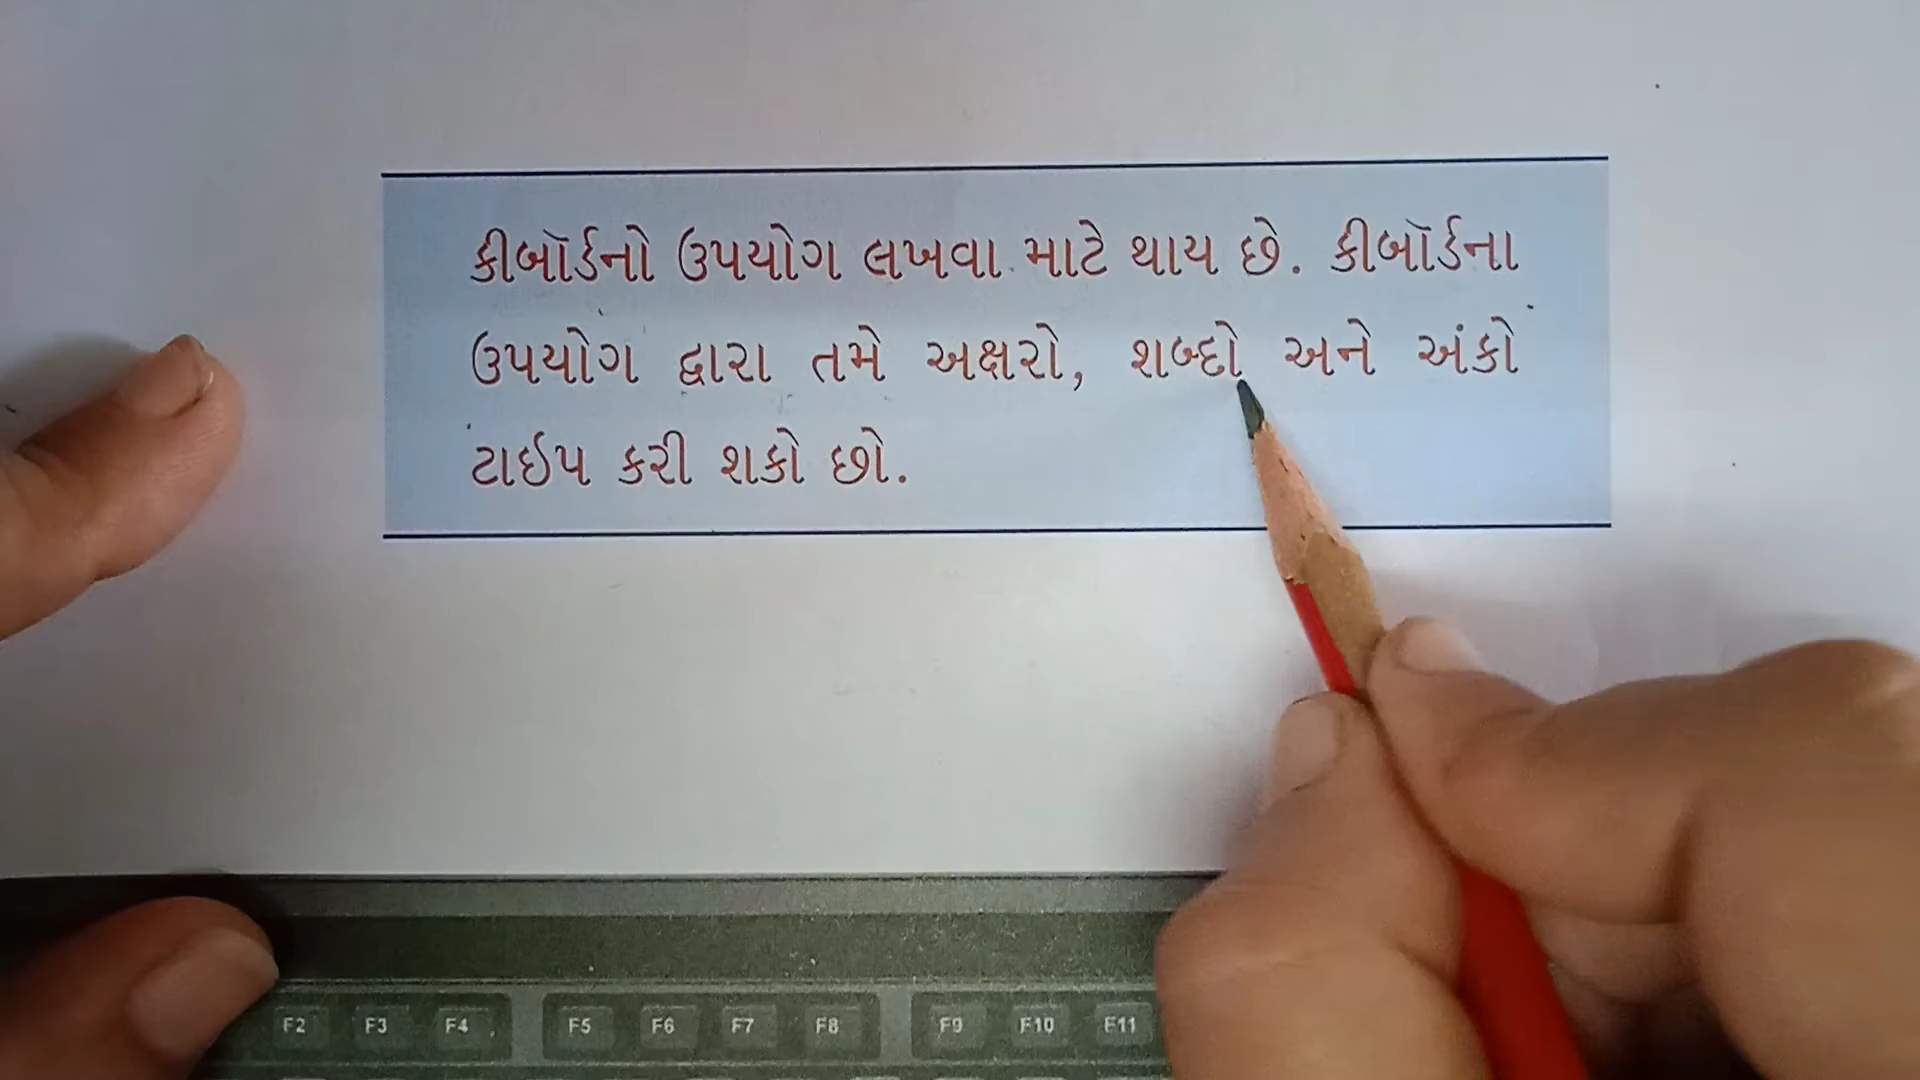 કીબૉર્ડનો ઉપયોગ લખવા માટે થાય છે. કીબૉર્ડના
ઉપયોગ દ્વારા તમે અક્ષરો, શબ્દો અને અંકો
ટાઈપ કરી શકો છો.
F2 F3 F4 F5 F6 F7 F8 F9 F10 F11